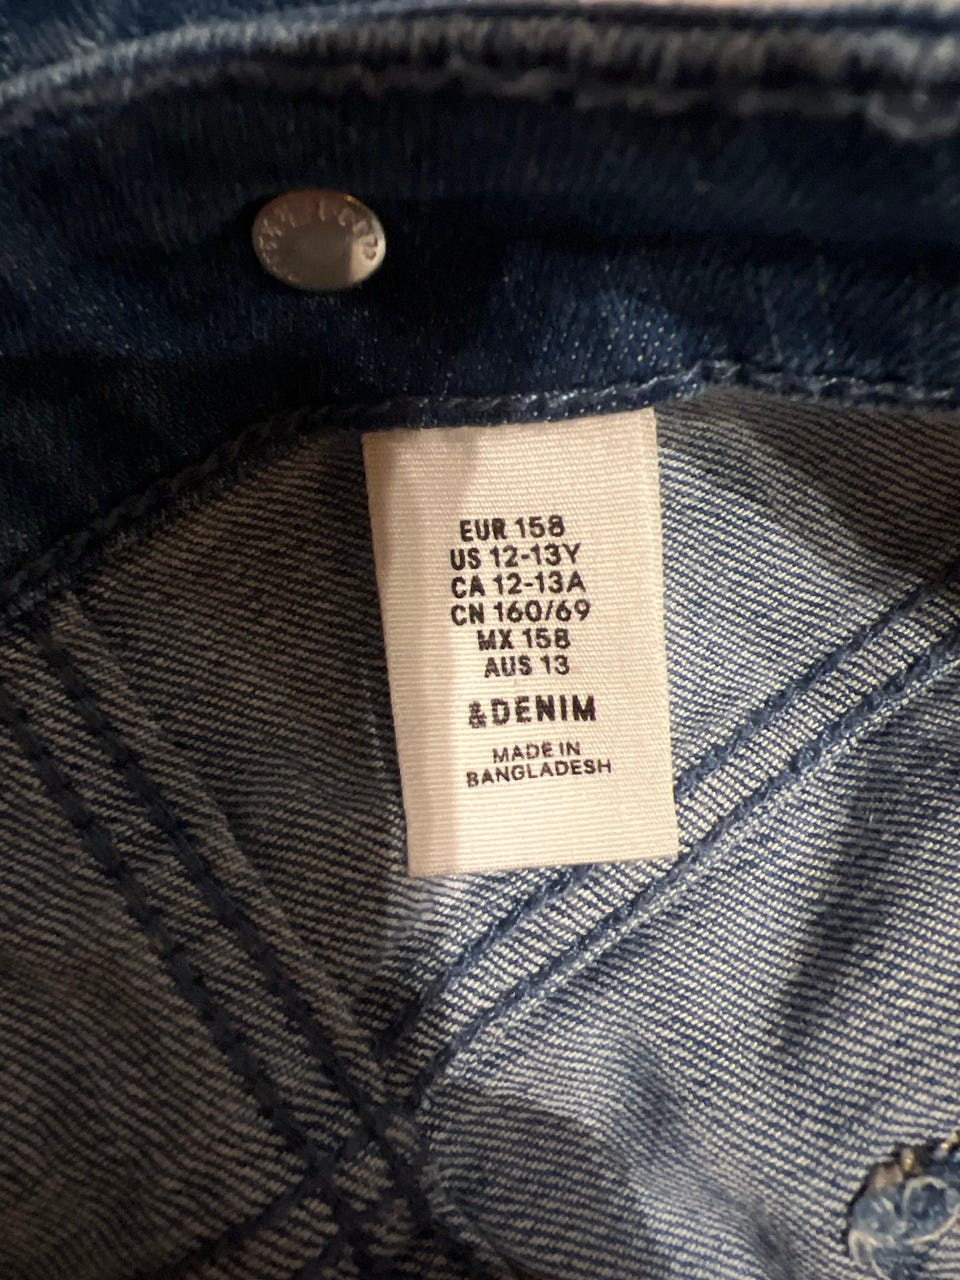 EUR 158
US 12-13Y
CA 12-13A
CN 160/69
MX 158
AUS 13
&DENIM
MADE IN
BANGLADESH